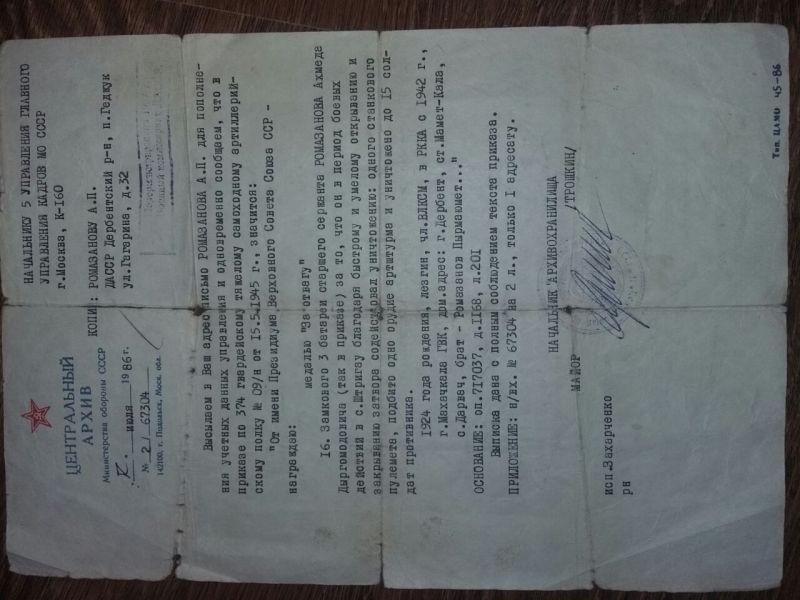 ЦЕНТРАЛЬНЫЙ
АРХИВ
Министерства обороны СССР
июля 1986 г.
№ 2/ 67304
142100, г. Подольск, Моск. обл.
НАЧАЛЬНИКУ 5 УПРАВЛЕНИЯ ГЛАВНОГО
УПРАВЛЕНИЯ КАДРОВ МО СССР
г.Москва, К-160
КОПИЯ: РОМАЗАНОВУ А.П.
ДАССР Дербентский р-н, п.Геджух
ул.Гагарина, д.32
Высылаем в Ваш адрес письмо РОМАЗАНОВА А.П. для пополне-
ния учетных данных управления и одновременно сообщаем, что в
приказе по 374 гвардейскому тяжелому самоходному артиллерий-
скому полку № 09/н от 15.5.1945 г., значится:
"От имени Президиума Верховного Совета Союза ССР -
награждаю:
медалью "За отвагу"
16. Замкового 3 батареи старшего сержанта РОМАЗАНОВА Ахмеда
Дыргомодовича (так в приказе) за то, что он в период боевых
действий в с.Штригау благодаря быстрому и умелому открыванию и
закрыванию затвора содействовал уничтожению: одного станкового
пулемета, подбито одно орудие артштурма и уничтожено до 15 сол-
дат противника.
1924 года рождения, лезгин, чл.ВЛКСМ, в РККА с 1942 г.,
г.Махачкала ГВК, дом.адрес: г.Дербент, ст.Мамет-Кала,
с.Дарвач, брат - Ромазанов Пырмаюмет..."
ОСНОВАНИЕ: оп.717037, д.1168, л.201
Выписка дана с полным соблюдением текста приказа.
ПРИЛОЖЕНИЕ: н/вх. № 67304 на 2 л., только 1 адресату.
НАЧАЛЬНИК АРХИВОХРАНИЛИЩА
МАЙОР /ТРОШКИН/
исп.Захарченко
рн
Тип. ЦАМО 45-86